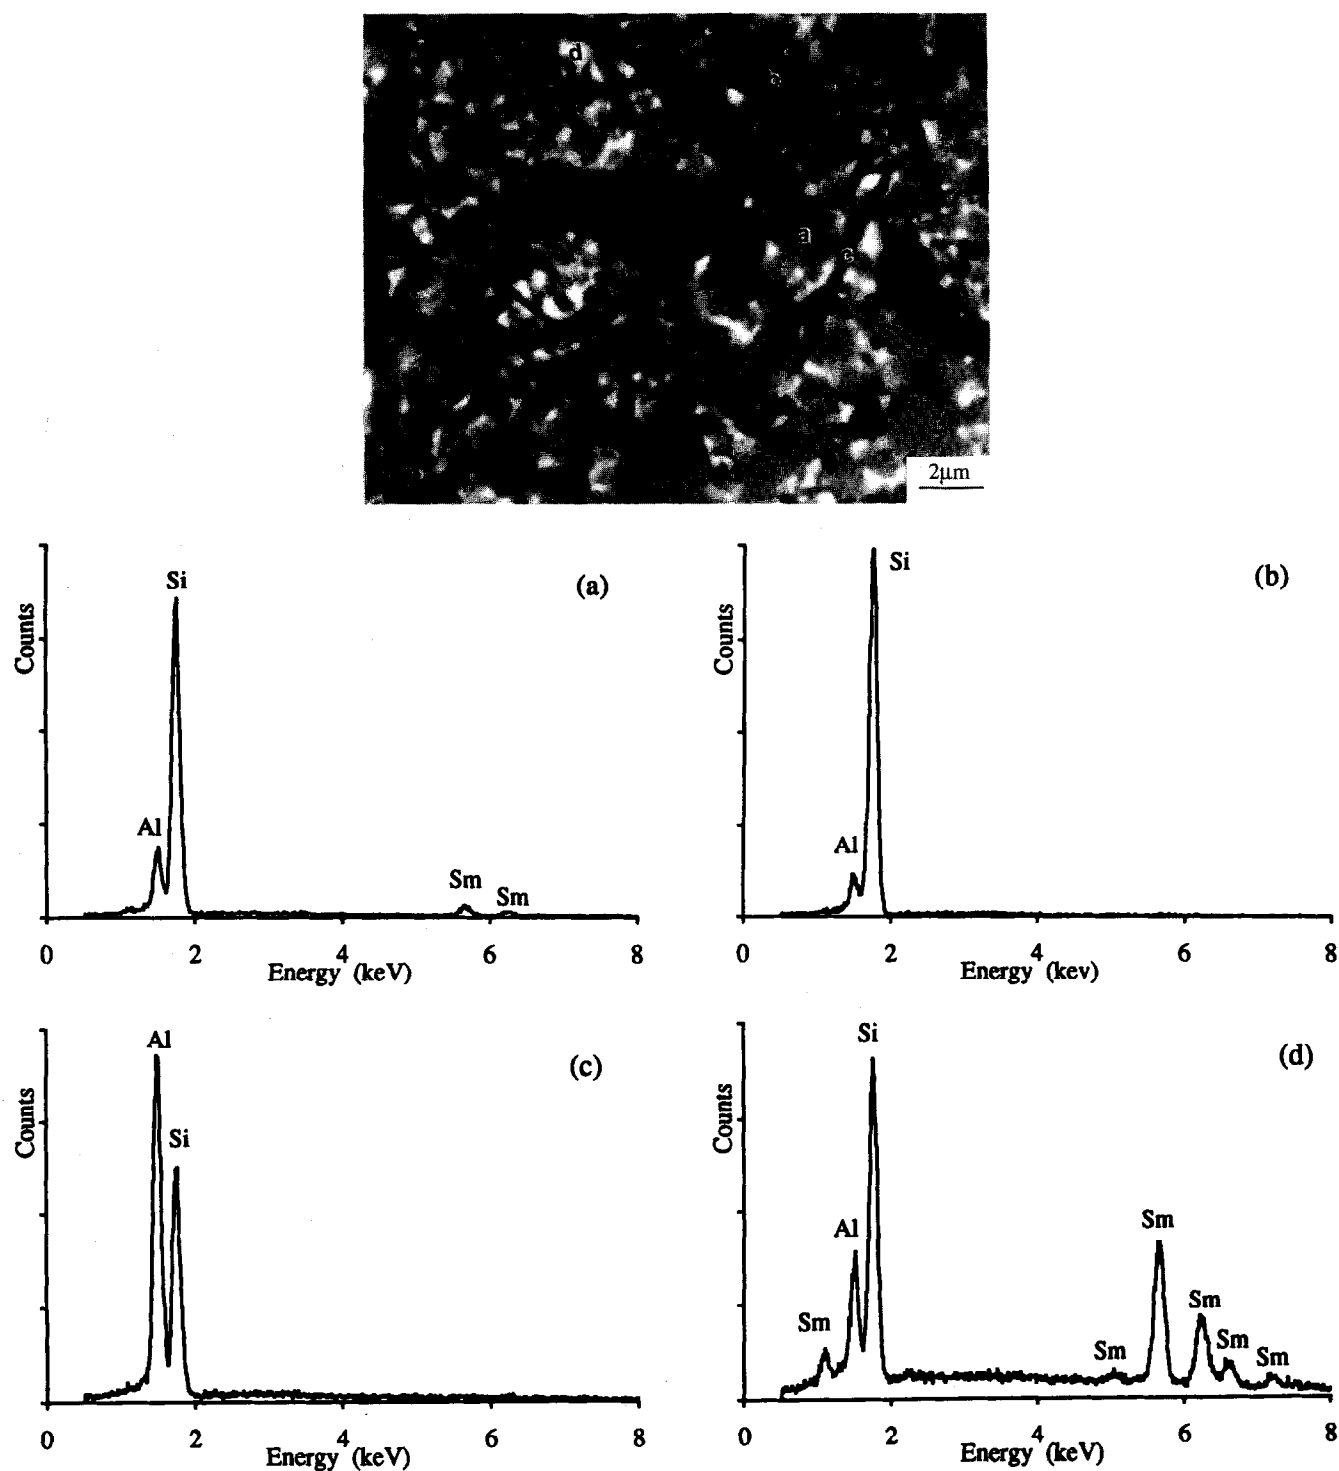 d
a
e
2μm
Counts
Si
(a)
Al
Sm
Sm
0 2 4 6 8
Energy (keV)
Counts
Si
(b)
Al
0 2 4 6 8
Energy (kev)
Counts
Al
(c)
Si
0 2 4 6 8
Energy (keV)
Counts
Si
(d)
Al
Sm
Sm
Sm
Sm
Sm
Sm
0 2 4 6 8
Energy (keV)